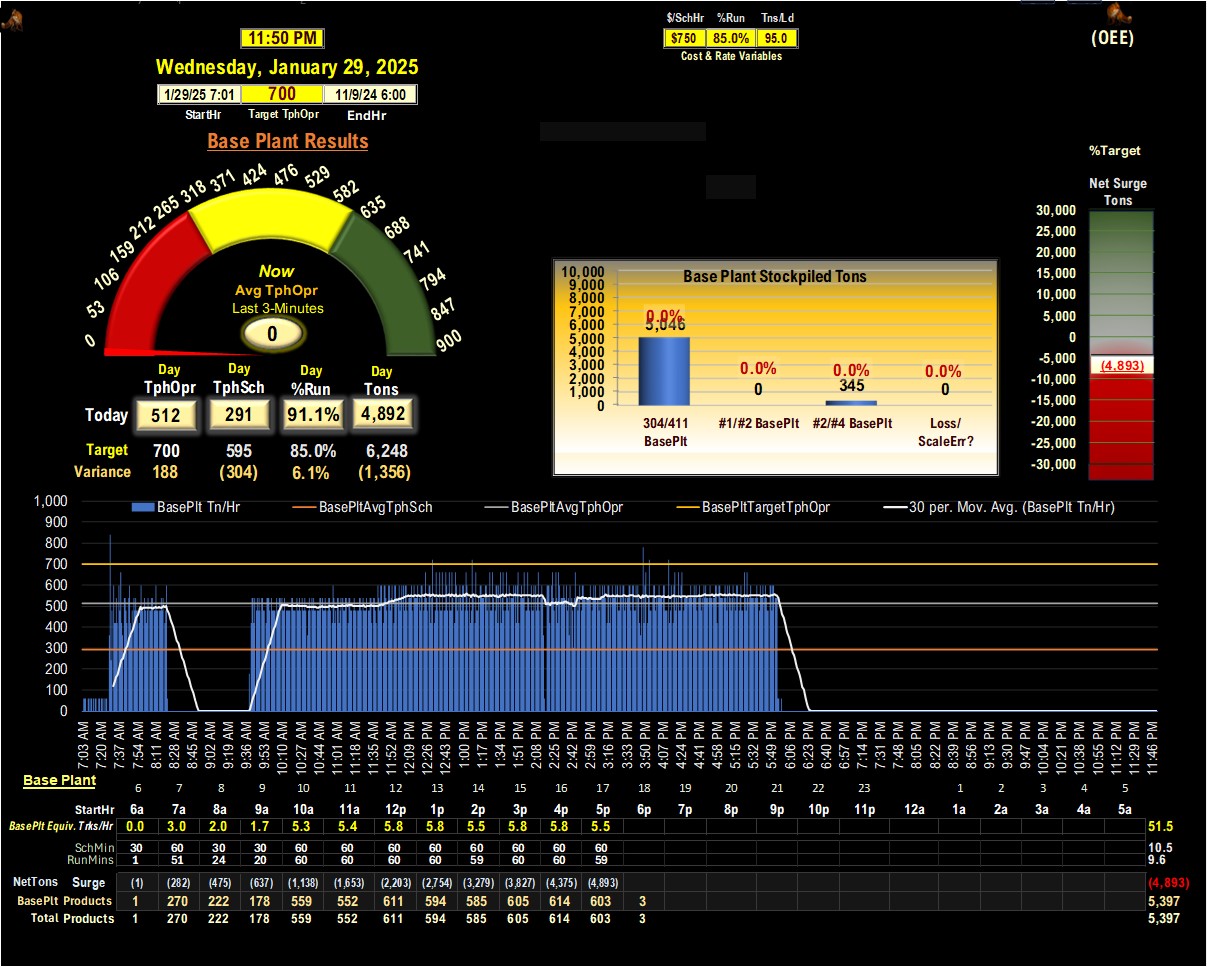 $/SchHr %Run Tns/Ld
11:50 PM $750 85.0% 95.0 (OEE)
Cost & Rate Variables
Wednesday, January 29, 2025
1/29/25 7:01 700 11/9/24 6:00
StartHr Target TphOpr EndHr
Base Plant Results
%Target
Net Surge
Tons
0 53 106 159 212 265 318 371 424 476 529 582 635 688 741 794 847 900
Now
Avg TphOpr
Last 3-Minutes
0
Day Day Day Day
TphOpr TphSch %Run Tons
Today 512 291 91.1% 4,892
Target 700 595 85.0% 6,248
Variance 188 (304) 6.1% (1,356)
Base Plant Stockpiled Tons
10,000
9,000
8,000
7,000
6,000
5,000
4,000
3,000
2,000
1,000
0
0.0% 0.0% 0.0% 0.0%
5,046 0 345 0
304/411 #1/#2 BasePlt #2/#4 BasePlt Loss/
BasePlt ScaleErr?
30,000
25,000
20,000
15,000
10,000
5,000
0
-5,000
-10,000
-15,000
-20,000
-25,000
-30,000
(4,893)
BasePlt Tn/Hr BasePltAvgTphSch BasePltAvgTphOpr BasePltTargetTphOpr 30 per. Mov. Avg. (BasePlt Tn/Hr)
1,000
900
800
700
600
500
400
300
200
100
0
7:03 AM 7:20 AM 7:37 AM 7:54 AM 8:11 AM 8:28 AM 8:45 AM 9:02 AM 9:19 AM 9:36 AM 9:53 AM 10:10 AM 10:27 AM 10:44 AM 11:01 AM 11:18 AM 11:35 AM 11:52 AM 12:09 PM 12:26 PM 12:43 PM 1:00 PM 1:17 PM 1:34 PM 1:51 PM 2:08 PM 2:25 PM 2:42 PM 2:59 PM 3:16 PM 3:33 PM 3:50 PM 4:07 PM 4:24 PM 4:41 PM 4:58 PM 5:15 PM 5:32 PM 5:49 PM 6:06 PM 6:23 PM 6:40 PM 6:57 PM 7:14 PM 7:31 PM 7:48 PM 8:05 PM 8:22 PM 8:39 PM 8:56 PM 9:13 PM 9:30 PM 9:47 PM 10:04 PM 10:21 PM 10:38 PM 10:55 PM 11:12 PM 11:29 PM 11:46 PM
Base Plant
6 7 8 9 10 11 12 13 14 15 16 17 18 19 20 21 22 23 1 2 3 4 5
StartHr 6a 7a 8a 9a 10a 11a 12p 1p 2p 3p 4p 5p 6p 7p 8p 9p 10p 11p 12a 1a 2a 3a 4a 5a
BasePlt Equiv. Trks/Hr 0.0 3.0 2.0 1.7 5.3 5.4 5.8 5.8 5.5 5.8 5.8 5.5 51.5
SchMin 30 60 30 30 60 60 60 60 60 60 60 60 10.5
RunMins 1 51 24 20 60 60 60 60 59 60 60 59 9.6
NetTons Surge (1) (282) (475) (637) (1,138) (1,653) (2,203) (2,754) (3,279) (3,827) (4,375) (4,893) (4,893)
BasePlt Products 1 270 222 178 559 552 611 594 585 605 614 603 3 5,397
Total Products 1 270 222 178 559 552 611 594 585 605 614 603 3 5,397